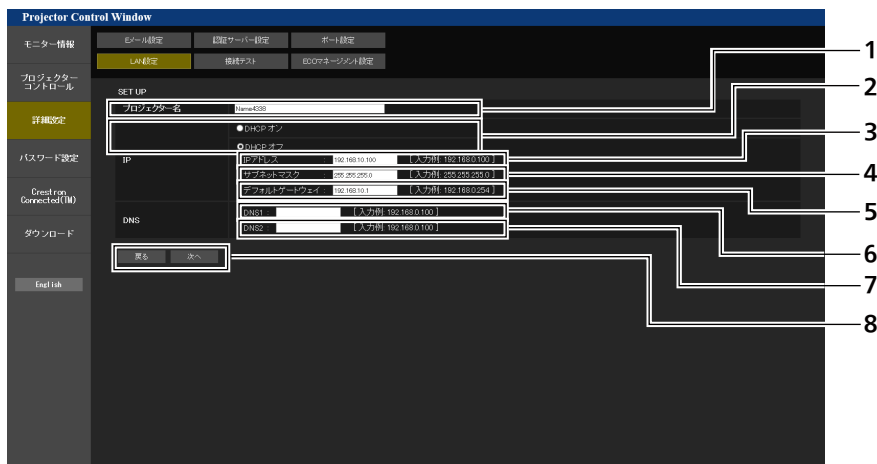 Projector Control Window
モニター情報
プロジェクター
コントロール
詳細設定
パスワード設定
Crestron
Connected(TM)
ダウンロード
English
Eメール設定 認証サーバー設定 ポート設定
LAN設定 接続テスト ECOマネージメント設定
SET UP
プロジェクター名 : Name4338
IP
DHCP オン
DHCP オフ
IPアドレス : 192.168.10.100 [ 入力例: 192.168.0.100 ]
サブネットマスク : 255.255.255.0 [ 入力例: 255.255.255.0 ]
デフォルトゲートウェイ : 192.168.10.1 [ 入力例: 192.168.0.254 ]
DNS
DNS1 : [ 入力例: 192.168.0.100 ]
DNS2 : [ 入力例: 192.168.0.100 ]
戻る 次へ
1
2
3
4
5
6
7
8